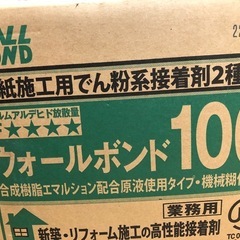 ALL
BOND
紙施工用でん粉系接着剤2種
ルムアルデヒド放散量
☆☆☆☆
ウォールボンド 100
合成樹脂エマルション配合原液使用タイプ・機械糊付
業務用
新築・リフォーム施工の高性能接着剤